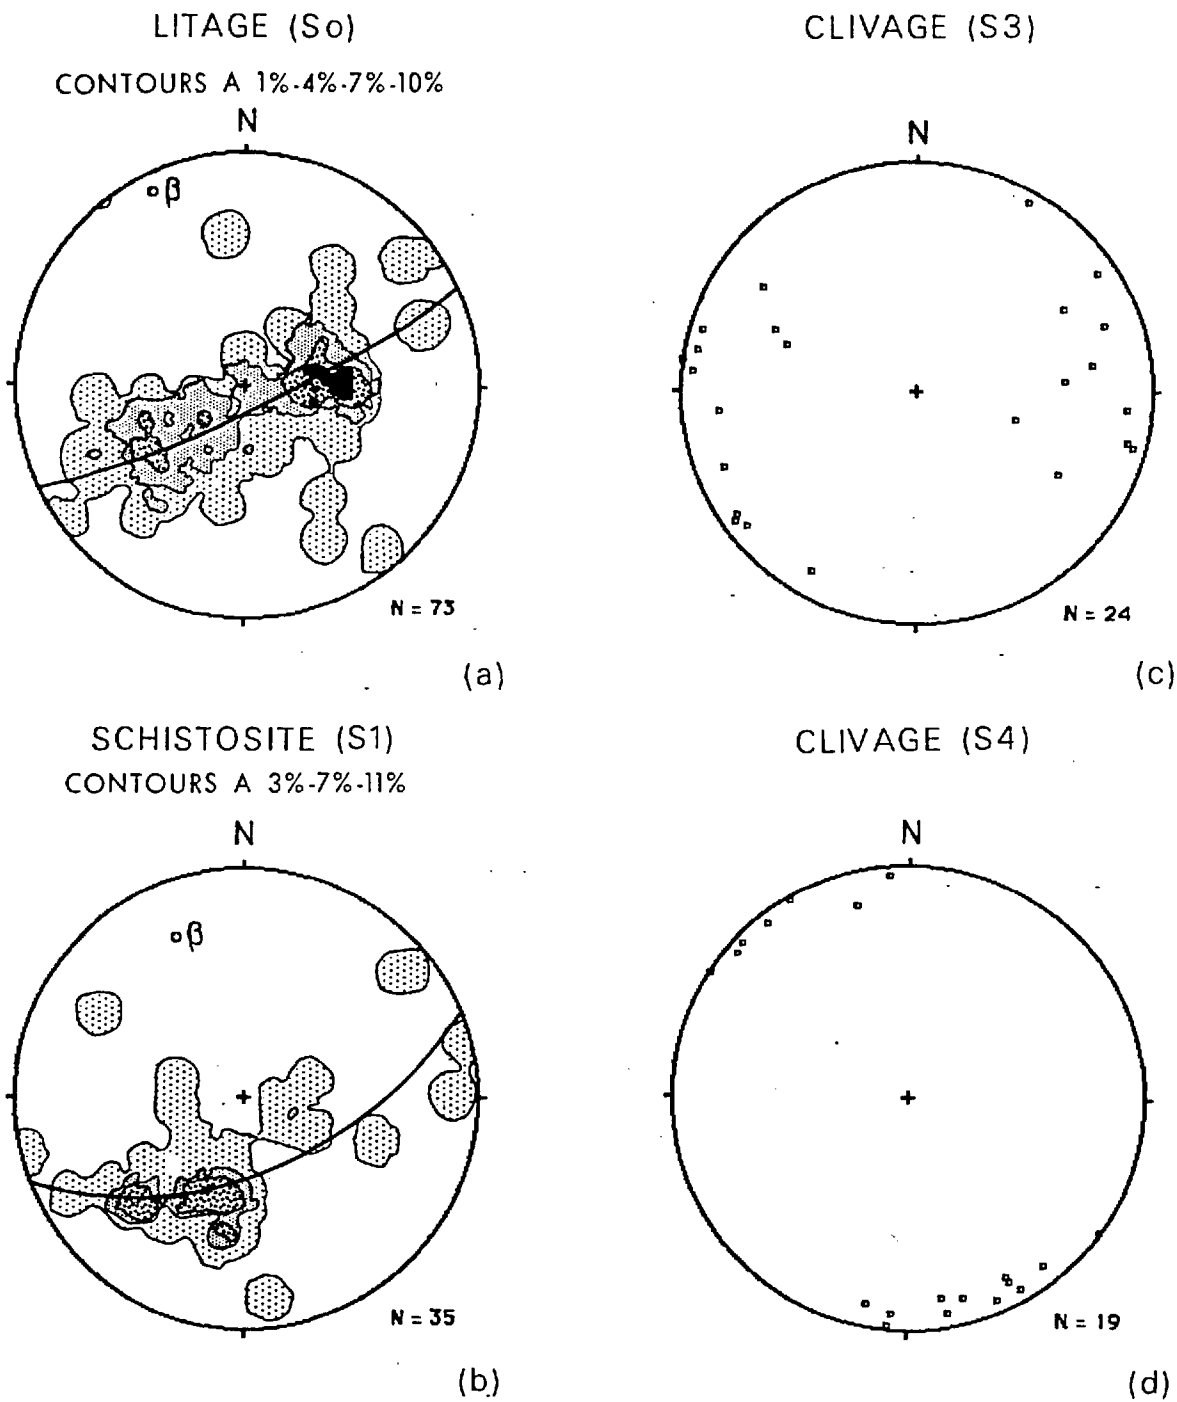 LITAGE (So)
CONTOURS A 1%-4%-7%-10%
N
β
N = 73
(a)
CLIVAGE (S3)
N
N = 24
(c)
SCHISTOSITE (S1)
CONTOURS A 3%-7%-11%
N
β
N = 35
(b)
CLIVAGE (S4)
N
N = 19
(d)